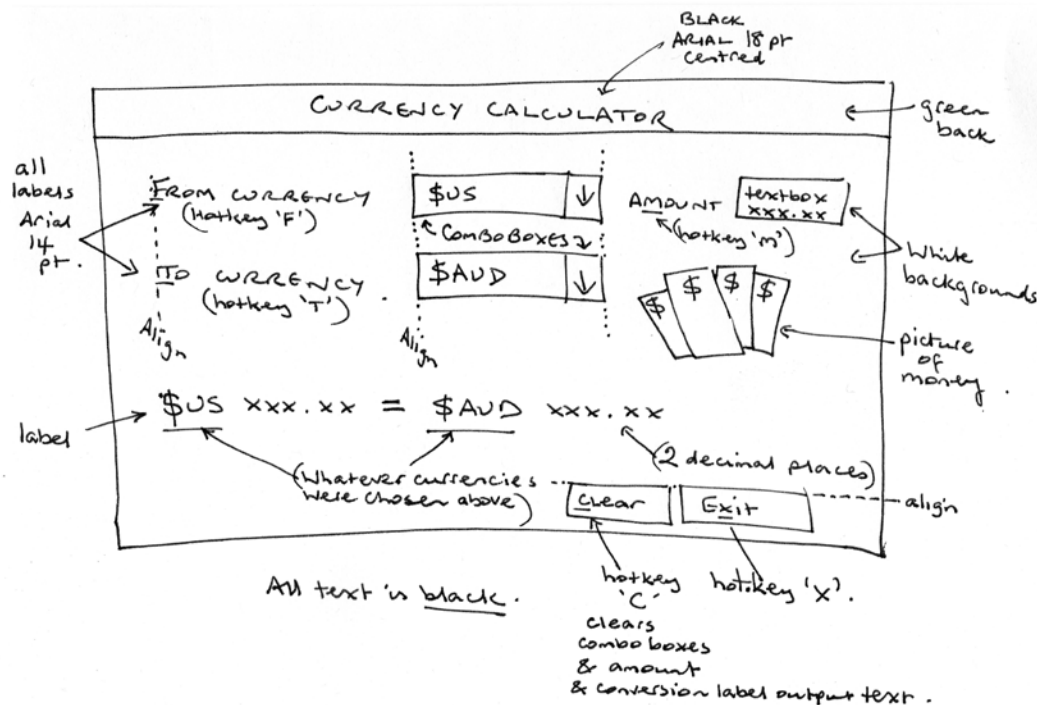 BLACK
ARIAL 18pt
centred
CURRENCY CALCULATOR
green
back
all
labels
Arial
14
pt.
FROM CURRENCY
(Hotkey 'F')
$US
↓
COMBOBOXES
AMOUNT
(hotkey 'm')
textbox
xxx.xx
White
backgrounds
TO CURRENCY
(hotkey 'T')
$AUD
↓
$ $ $ $
Align
Align
picture
of
money.
label
$US xxx.xx = $AUD xxx.xx
(Whatever currencies
were chosen above)
(2 decimal places)
Clear
Exit
align
All text is black.
hotkey
'C'
clears
combo boxes
& amount
& conversion label output text.
hotkey 'X'.